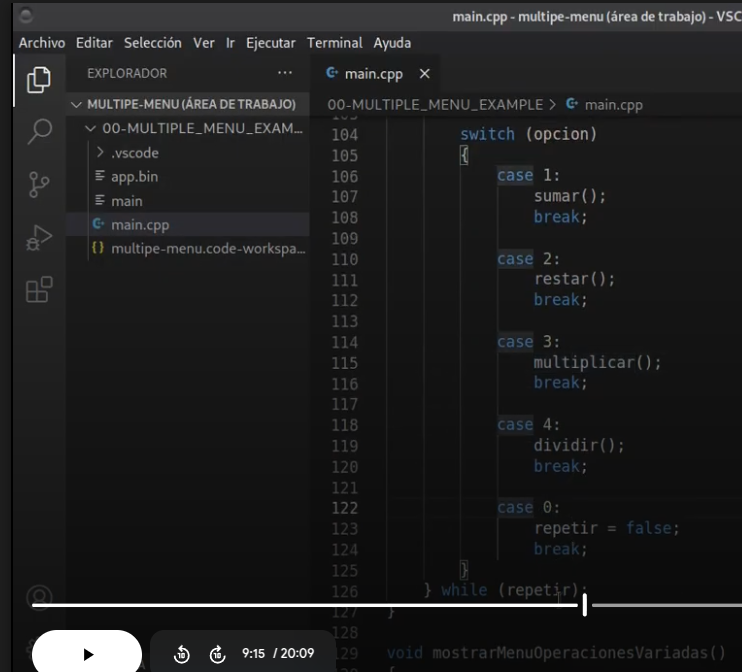 main.cpp - multipe-menu (área de trabajo) - VSC
Archivo Editar Selección Ver Ir Ejecutar Terminal Ayuda
EXPLORADOR ···
main.cpp ×
MULTIPE-MENU (ÁREA DE TRABAJO)
00-MULTIPLE_MENU_EXAM...
.vscode
app.bin
main
main.cpp
{} multipe-menu.code-workspa...
00-MULTIPLE_MENU_EXAMPLE > main.cpp
103
104 switch (opcion)
105 {
106 case 1:
107 sumar();
108 break;
109
110 case 2:
111 restar();
112 break;
113
114 case 3:
115 multiplicar();
116 break;
117
118 case 4:
119 dividir();
120 break;
121
122 case 0:
123 repetir = false;
124 break;
125 }
126 } while (repetir);
127 }
128
129 void mostrarMenuOperacionesVariadas()
{
10 10 9:15 / 20:09